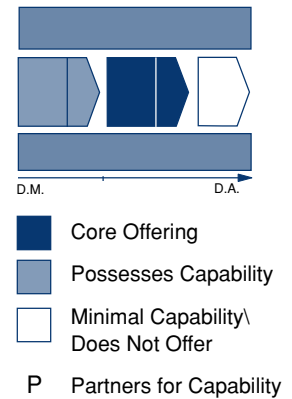 D.M. D.A.
Core Offering
Possesses Capability
Minimal Capability\
Does Not Offer
P Partners for Capability